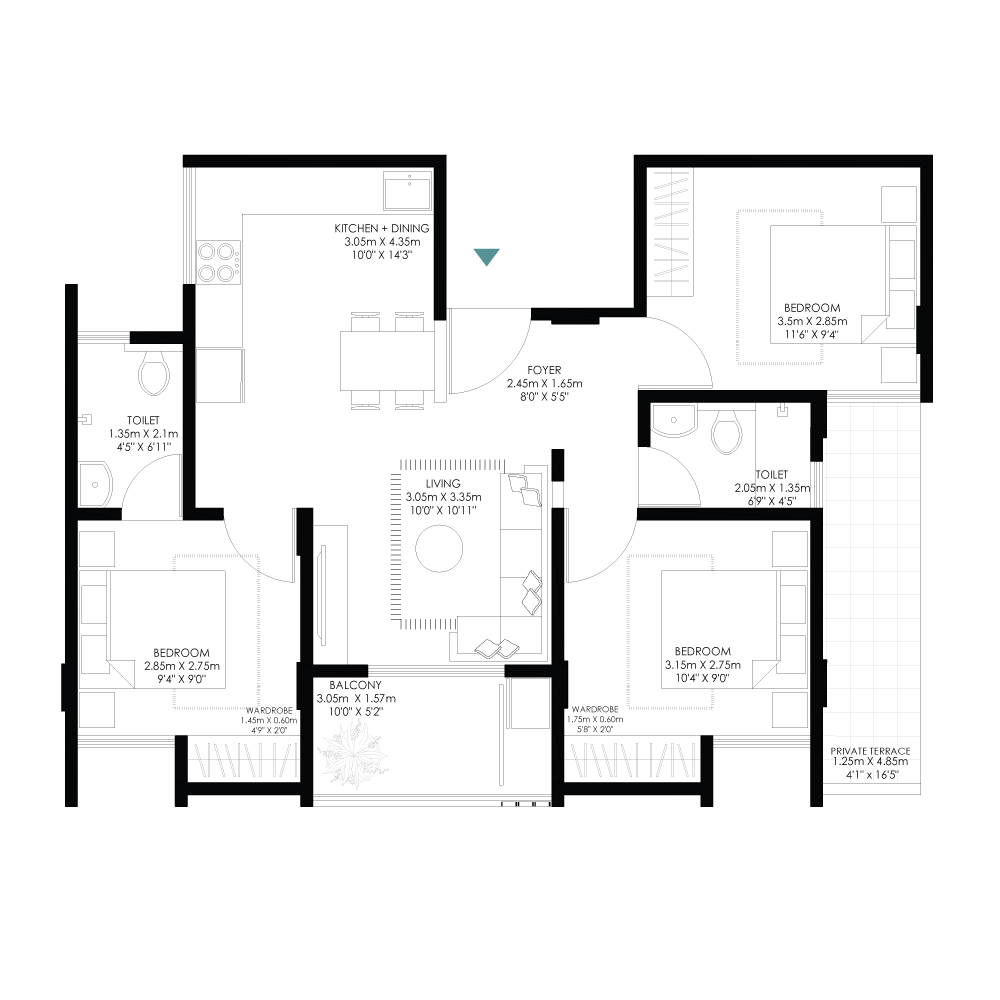 KITCHEN + DINING
3.05m X 4.35m
10'0" X 14'3"
BEDROOM
3.5m X 2.85m
11'6" X 9'4"
FOYER
2.45m X 1.65m
8'0" X 5'5"
TOILET
1.35m X 2.1m
4'5" X 6'11"
LIVING
3.05m X 3.35m
10'0" X 10'11"
TOILET
2.05m X 1.35m
6'9" X 4'5"
BEDROOM
2.85m X 2.75m
9'4" X 9'0"
BEDROOM
3.15m X 2.75m
10'4" X 9'0"
BALCONY
3.05m X 1.57m
10'0" X 5'2"
WARDROBE
1.45m X 0.60m
4'9" X 2'0"
WARDROBE
1.75m X 0.60m
5'8" X 2'0"
PRIVATE TERRACE
1.25m X 4.85m
4'1" x 16'5"